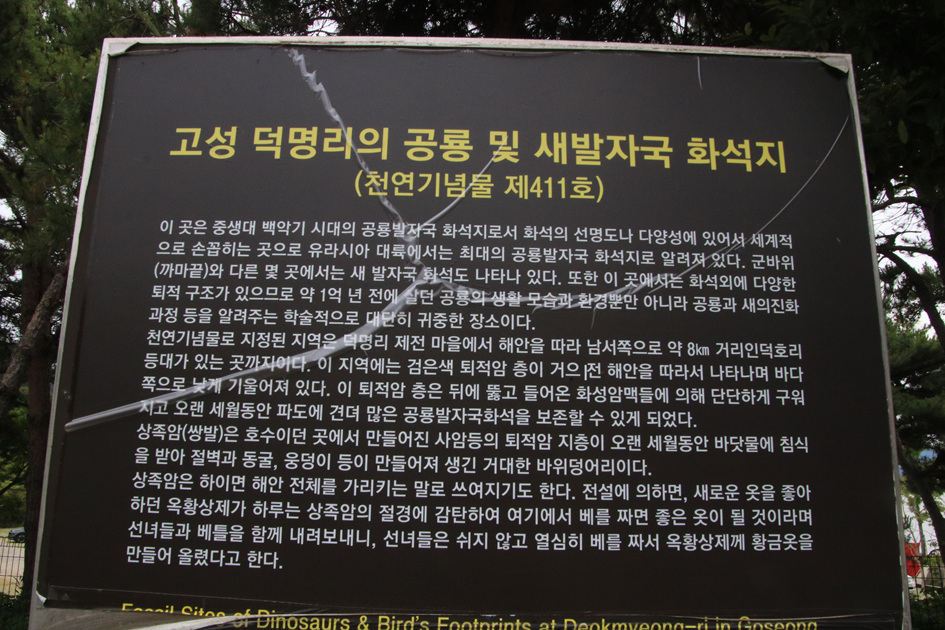 고성 덕명리의 공룡 및 새발자국 화석지
(천연기념물 제411호)
이 곳은 중생대 백악기 시대의 공룡발자국 화석지로서 화석의 선명도나 다양성에 있어서 세계적
으로 손꼽히는 곳으로 유라시아 대륙에서는 최대의 공룡발자국 화석지로 알려져 있다. 군바위
(까마끝)와 다른 몇 곳에서는 새 발자국 화석도 나타나 있다. 또한 이 곳에서는 화석외에 다양한
퇴적 구조가 있으므로 약 1억 년 전에 살던 공룡의 생활 모습과 환경뿐만 아니라 공룡과 새의진화
과정 등을 알려주는 학술적으로 대단히 귀중한 장소이다.
천연기념물로 지정된 지역은 덕명리 제전 마을에서 해안을 따라 남서쪽으로 약 8㎞ 거리인덕호리
등대가 있는 곳까지이다. 이 지역에는 검은색 퇴적암 층이 거의 전 해안을 따라서 나타나며 바다
쪽으로 낮게 기울어져 있다. 이 퇴적암 층은 뒤에 뚫고 들어온 화성암맥들에 의해 단단하게 구워
지고 오랜 세월동안 파도에 견뎌 많은 공룡발자국화석을 보존할 수 있게 되었다.
상족암(쌍발)은 호수이던 곳에서 만들어진 사암등의 퇴적암 지층이 오랜 세월동안 바닷물에 침식
을 받아 절벽과 동굴, 웅덩이 등이 만들어져 생긴 거대한 바위덩어리이다.
상족암은 하이면 해안 전체를 가리키는 말로 쓰여지기도 한다. 전설에 의하면, 새로운 옷을 좋아
하던 옥황상제가 하루는 상족암의 절경에 감탄하여 여기에서 베를 짜면 좋은 옷이 될 것이라며
선녀들과 베틀을 함께 내려보내니, 선녀들은 쉬지 않고 열심히 베를 짜서 옥황상제께 황금옷을
만들어 올렸다고 한다.
Fossil Sites of Dinosaurs & Bird's Footprints at Deokmyeong-ri in Goseong